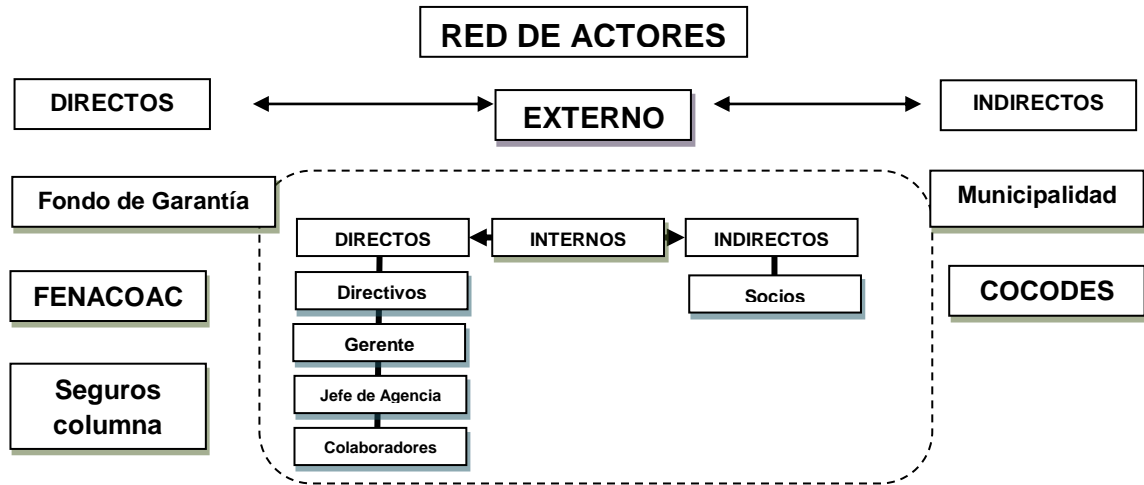 RED DE ACTORES
DIRECTOS
EXTERNO
INDIRECTOS
Fondo de Garantía
Municipalidad
DIRECTOS
INTERNOS
INDIRECTOS
FENACOAC
Directivos
Socios
COCODES
Gerente
Seguros
columna
Jefe de Agencia
Colaboradores